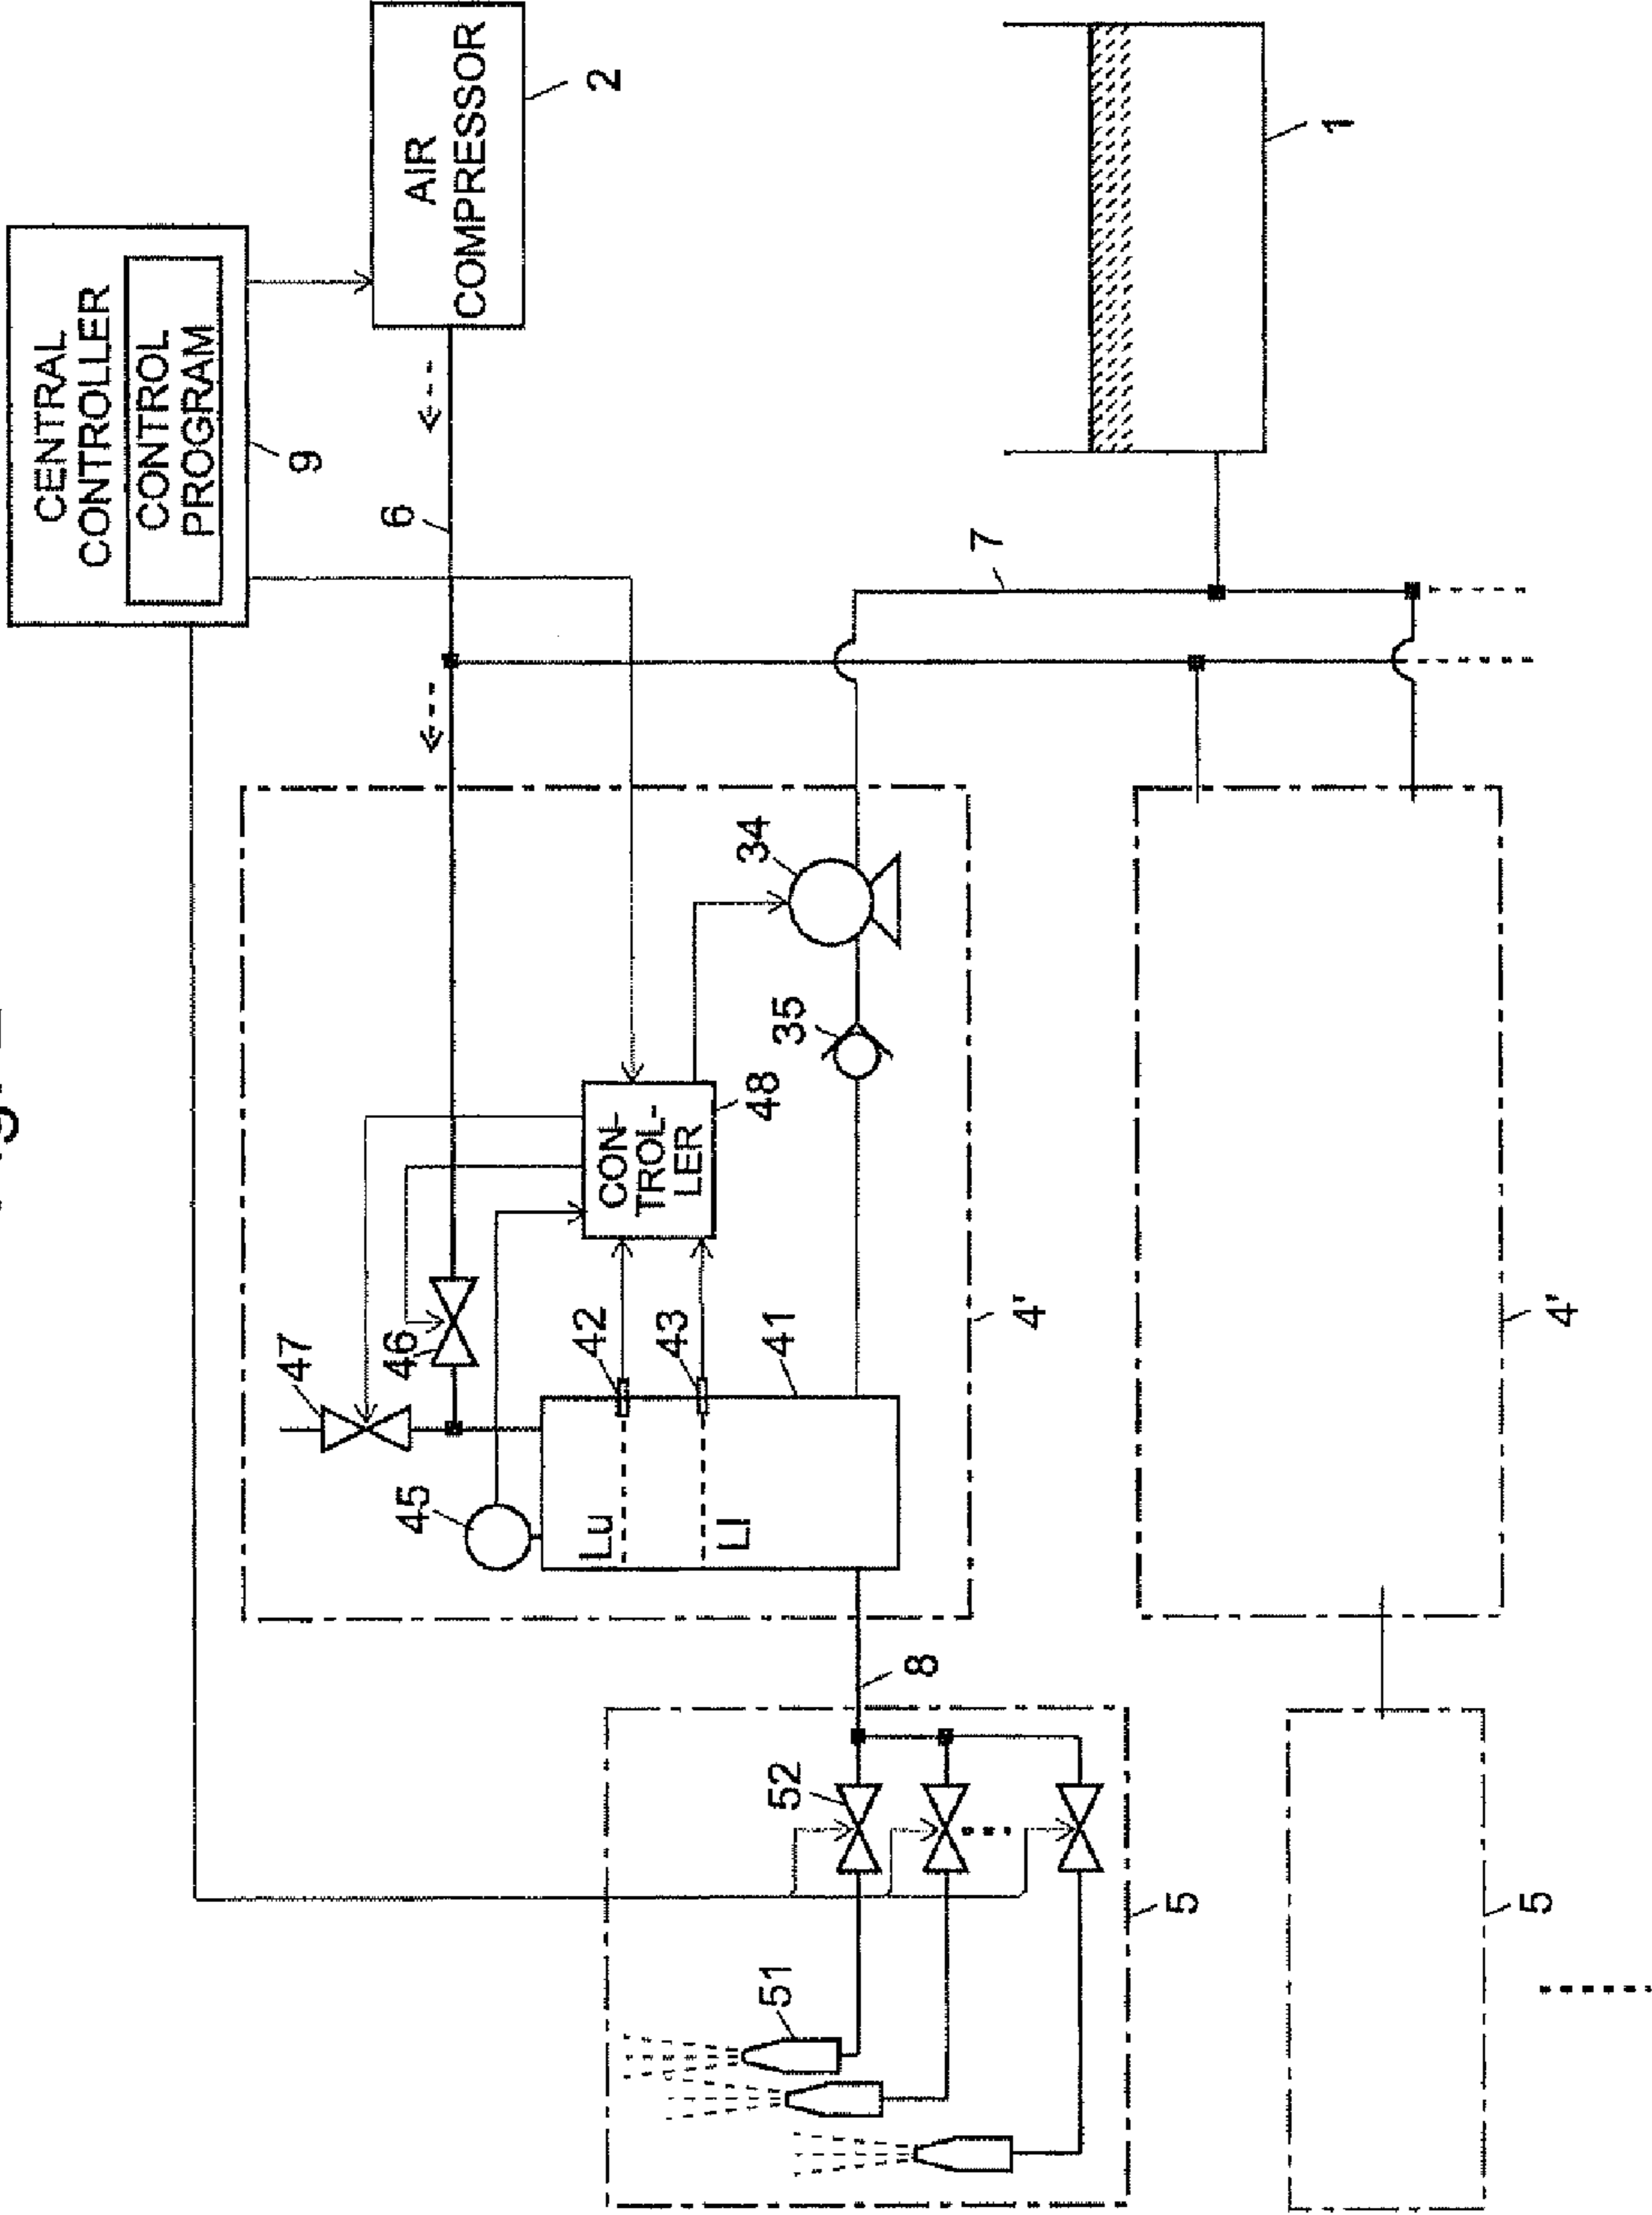 CENTRAL
CONTROLLER
CONTROL
PROGRAM
9
AIR
COMPRESSOR
2
6
7
1
47
46
45
42
43
41
Lu
Ll
CON-
TROL-
LER
48
34
35
4'
4'
8
52
51
5
5